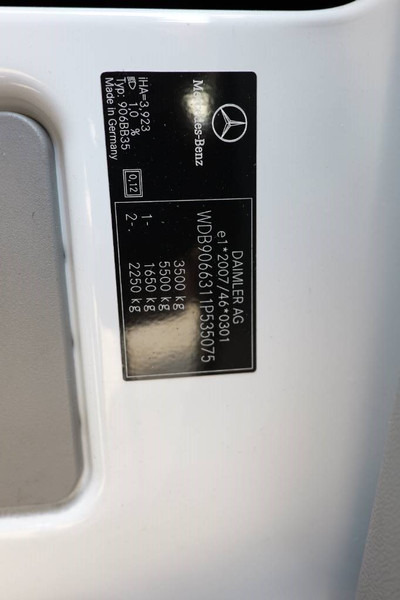 Mercedes-Benz
DAIMLER AG
e1*2007/46*0301
WDB9066311P535075
3500 kg
5500 kg
1- 1650 kg
2-. 2250 kg
0,12
iHA=3,923
1,0 %
Typ: 906BB35
Made in Germany